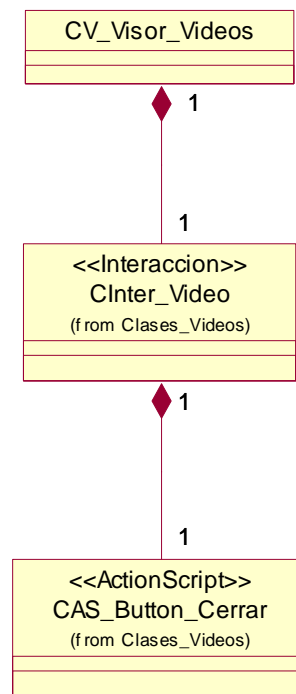 CV_Visor_Videos
1
1
<<Interaccion>>
CInter_Video
(from Clases_Videos)
1
1
<<ActionScript>>
CAS_Button_Cerrar
(from Clases_Videos)